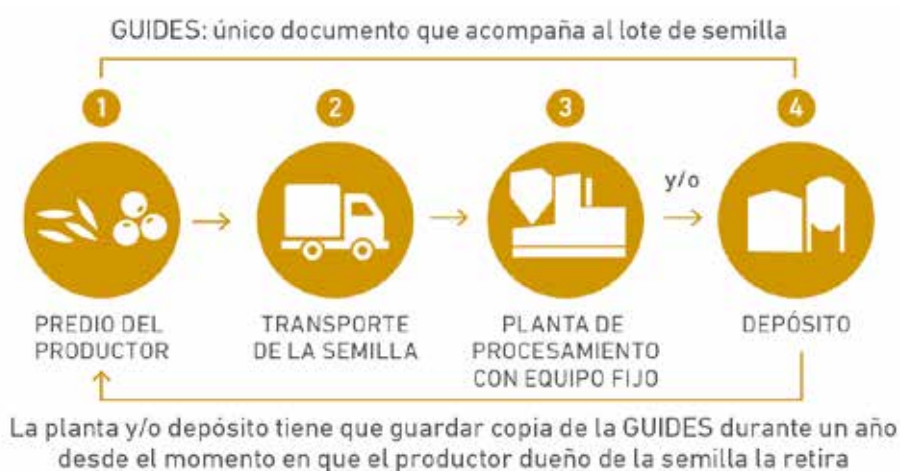 GUIDES: único documento que acompaña al lote de semilla
1
2
3
4
y/o
PREDIO DEL
PRODUCTOR
TRANSPORTE
DE LA SEMILLA
PLANTA DE
PROCESAMIENTO
CON EQUIPO FIJO
DEPÓSITO
La planta y/o depósito tiene que guardar copia de la GUIDES durante un año
desde el momento en que el productor dueño de la semilla la retira